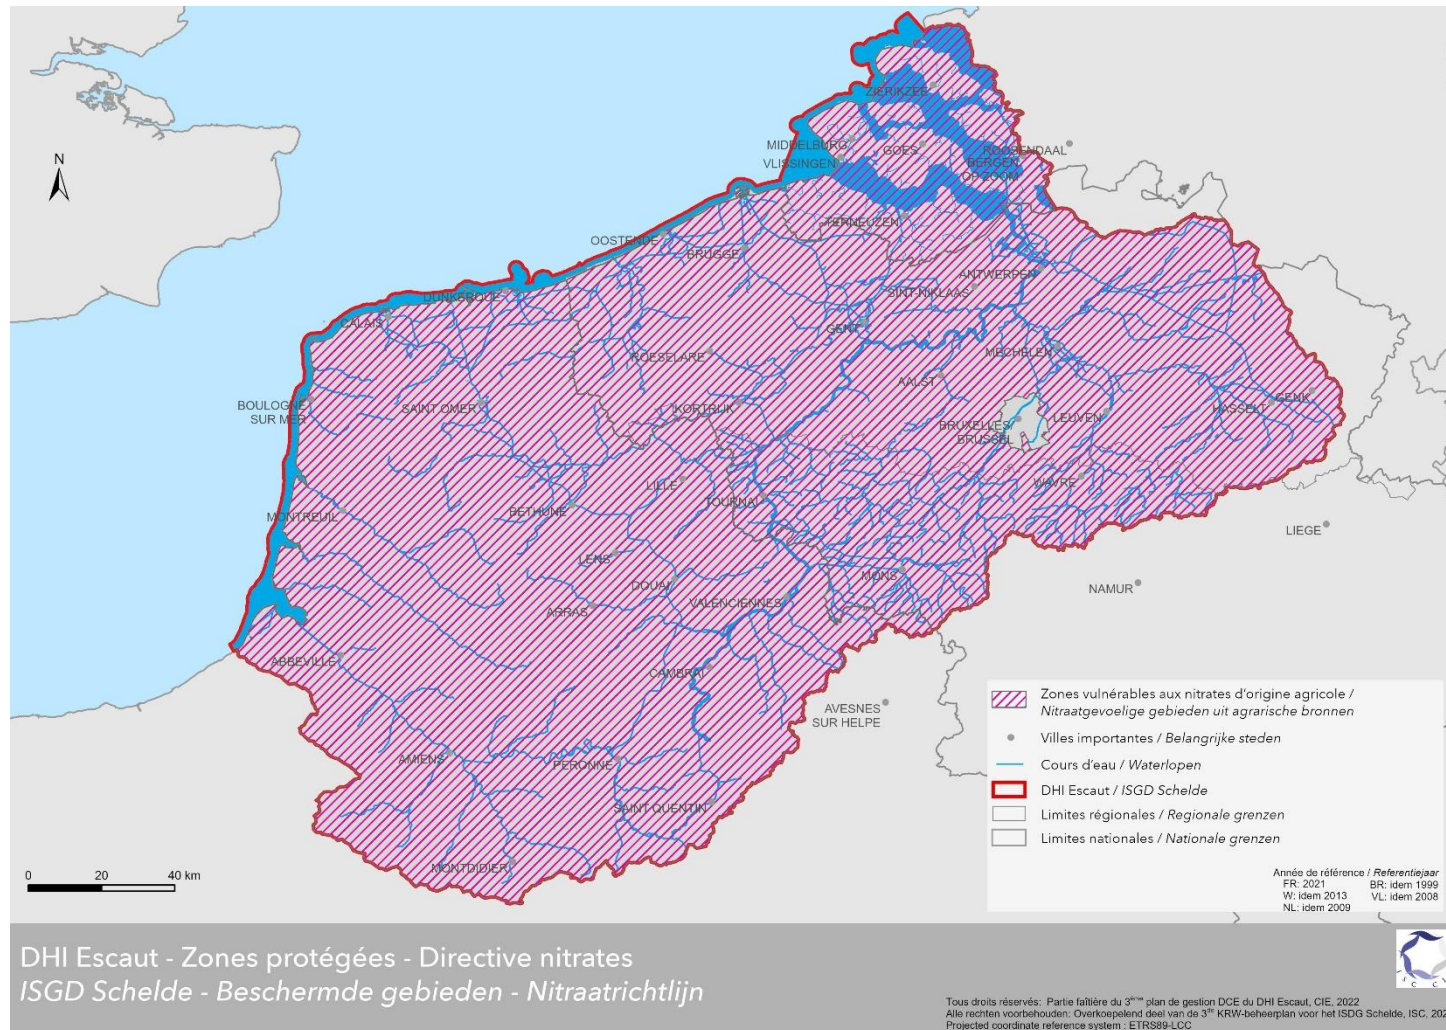 N
ZIERIKZEE
MIDDELBURG
VLISSINGEN
GOES
ROOSENDAAL
BERGEN
OP ZOOM
TERNEUZEN
OOSTENDE
BRUGGE
ANTWERPEN
SINT-NIKLAAS
DUNKERQUE
CALAIS
GENT
ROESELARE
MECHELEN
AALST
BOULOGNE
SUR MER
SAINT OMER
KORTRIJK
BRUXELLES/
BRUSSEL
LEUVEN
HASSELT
GENK
LILLE
TOURNAI
WAVRE
MONTREUIL
BETHUNE
LIEGE
LENS
DOUAI
MONS
NAMUR
ARRAS
VALENCIENNES
ABBEVILLE
CAMBRAI
AVESNES
SUR HELPE
AMIENS
PERONNE
SAINT QUENTIN
MONTDIDIER
0 20 40 km
Zones vulnérables aux nitrates d'origine agricole /
Nitraatgevoelige gebieden uit agrarische bronnen
Villes importantes / Belangrijke steden
Cours d'eau / Waterlopen
DHI Escaut / ISGD Schelde
Limites régionales / Regionale grenzen
Limites nationales / Nationale grenzen
Année de référence / Referentiejaar
FR: 2021 BR: idem 1999
W: idem 2013 VL: idem 2008
NL: idem 2009
DHI Escaut - Zones protégées - Directive nitrates
ISGD Schelde - Beschermde gebieden - Nitraatrichtlijn
Tous droits réservés: Partie faîtière du 3ème plan de gestion DCE du DHI Escaut, CIE, 2022
Alle rechten voorbehouden: Overkoepelend deel van de 3de KRW-beheerplan voor het ISDG Schelde, ISC, 202
Projected coordinate reference system : ETRS89-LCC